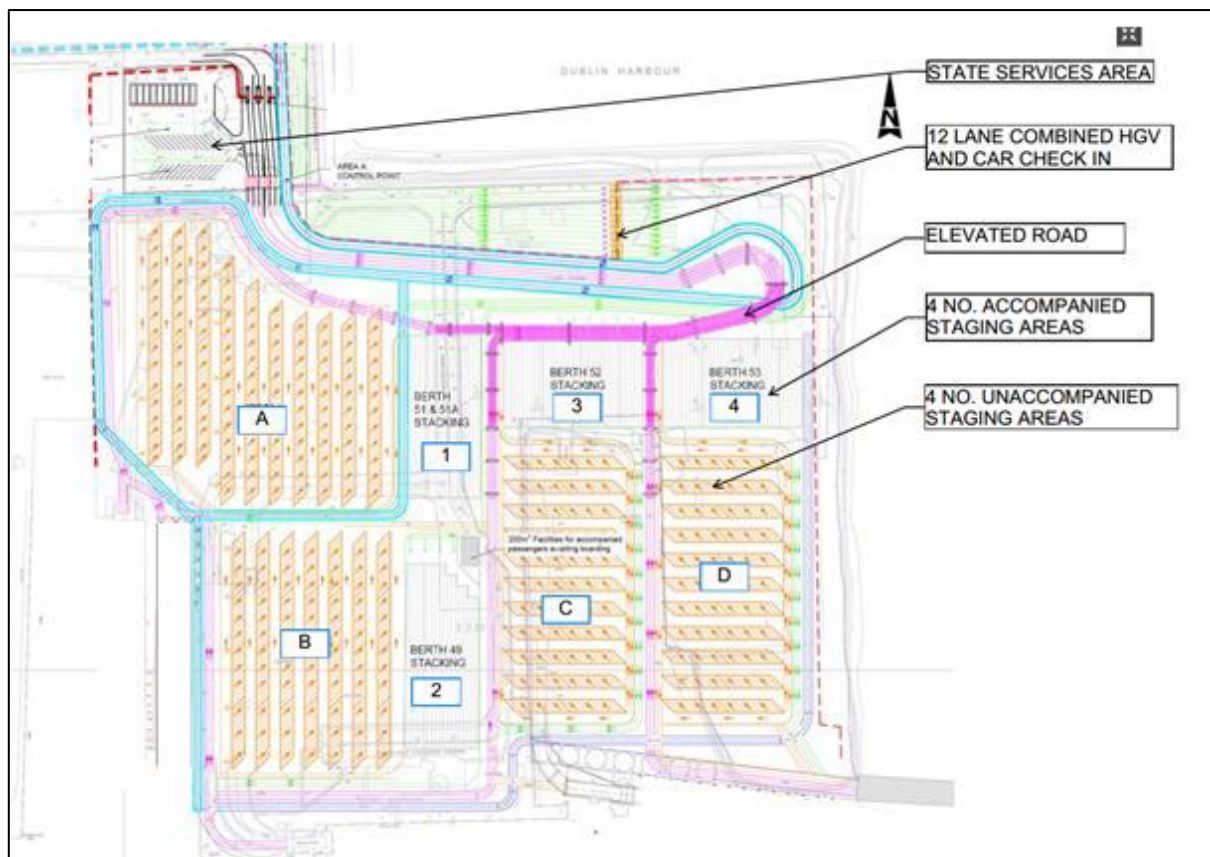 DUBLIN HARBOUR
STATE SERVICES AREA
N
12 LANE COMBINED HGV
AND CAR CHECK IN
AREA A
CONTROL POINT
ELEVATED ROAD
4 NO. ACCOMPANIED
STAGING AREAS
4 NO. UNACCOMPANIED
STAGING AREAS
BERTH 52
STACKING
3
BERTH 53
STACKING
4
BERTH
51 & 51A
STACKING
1
A
200m² Facilities for accompanied
passengers awaiting boarding
B
C
D
BERTH 49
STACKING
2